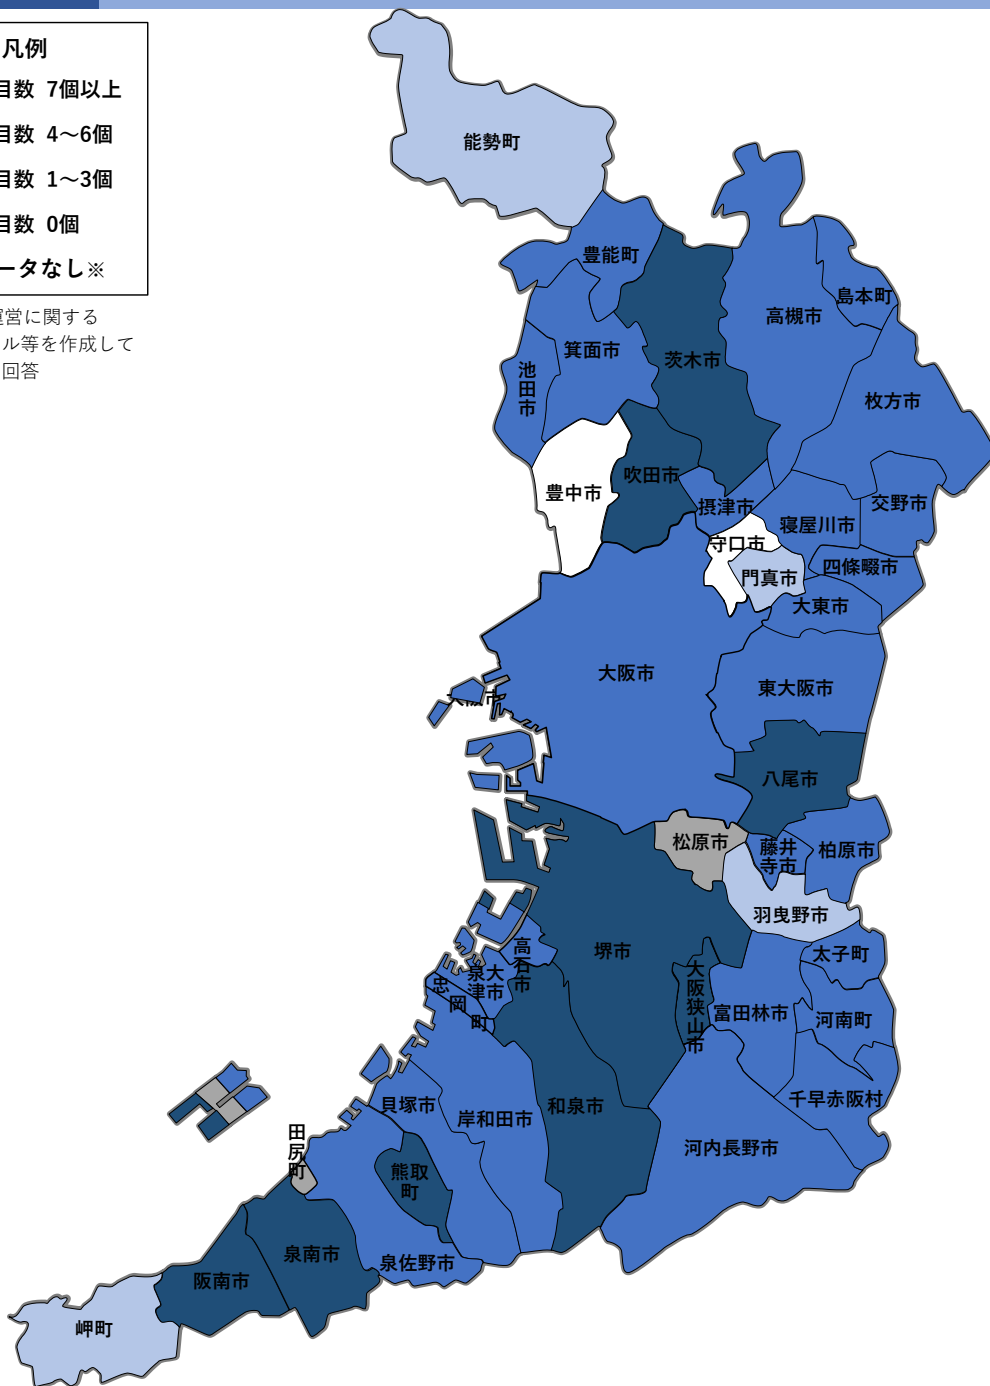 凡例
目数 7個以上
目数 4～6個
目数 1～3個
目数 0個
ータなし※
運営に関する
ル等を作成して
回答
能勢町
豊能町
島本町
高槻市
箕面市
茨木市
池田市
枚方市
吹田市
豊中市
交野市
摂津市
寝屋川市
守口市
四條畷市
門真市
大東市
大阪市
東大阪市
大阪市
八尾市
松原市
藤井
寺市
柏原市
羽曳野市
高石市
堺市
太子町
泉大
津市
大阪狭山市
忠岡町
富田林市
河南町
千早赤阪村
貝塚市
岸和田市
和泉市
河内長野市
田尻町
熊取
町
泉南市
泉佐野市
阪南市
岬町